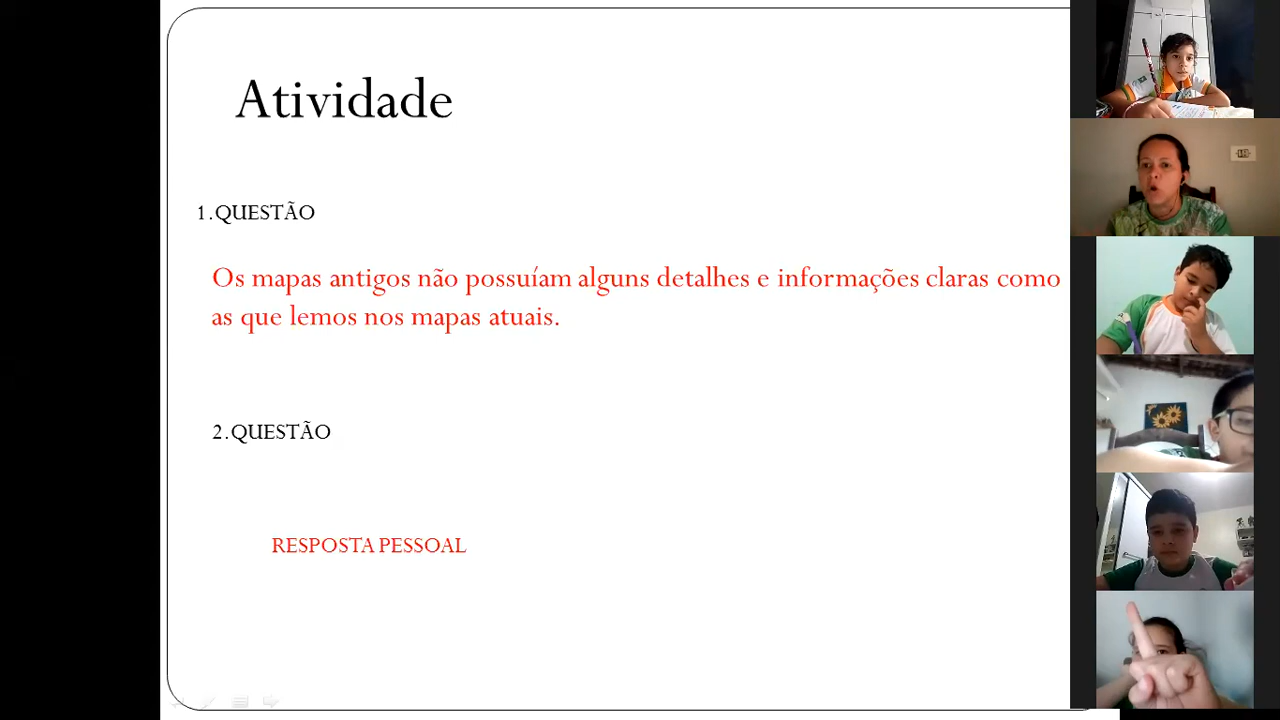 Atividade
1.QUESTÃO
Os mapas antigos não possuíam alguns detalhes e informações claras como
as que lemos nos mapas atuais.
2.QUESTÃO
RESPOSTA PESSOAL